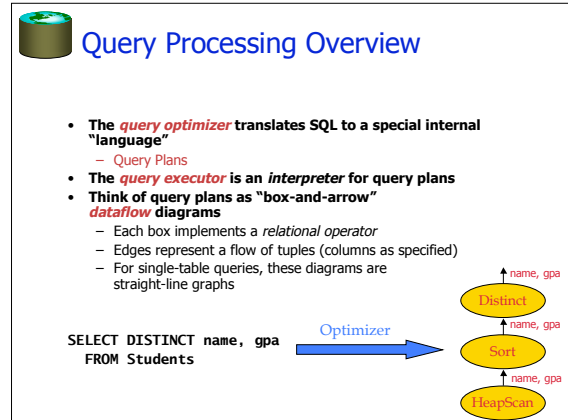 Query Processing Overview
• The query optimizer translates SQL to a special internal
"language"
– Query Plans
• The query executor is an interpreter for query plans
• Think of query plans as "box-and-arrow"
dataflow diagrams
– Each box implements a relational operator
– Edges represent a flow of tuples (columns as specified)
– For single-table queries, these diagrams are
straight-line graphs
SELECT DISTINCT name, gpa
FROM Students
Optimizer
name, gpa
Distinct
name, gpa
Sort
name, gpa
HeapScan